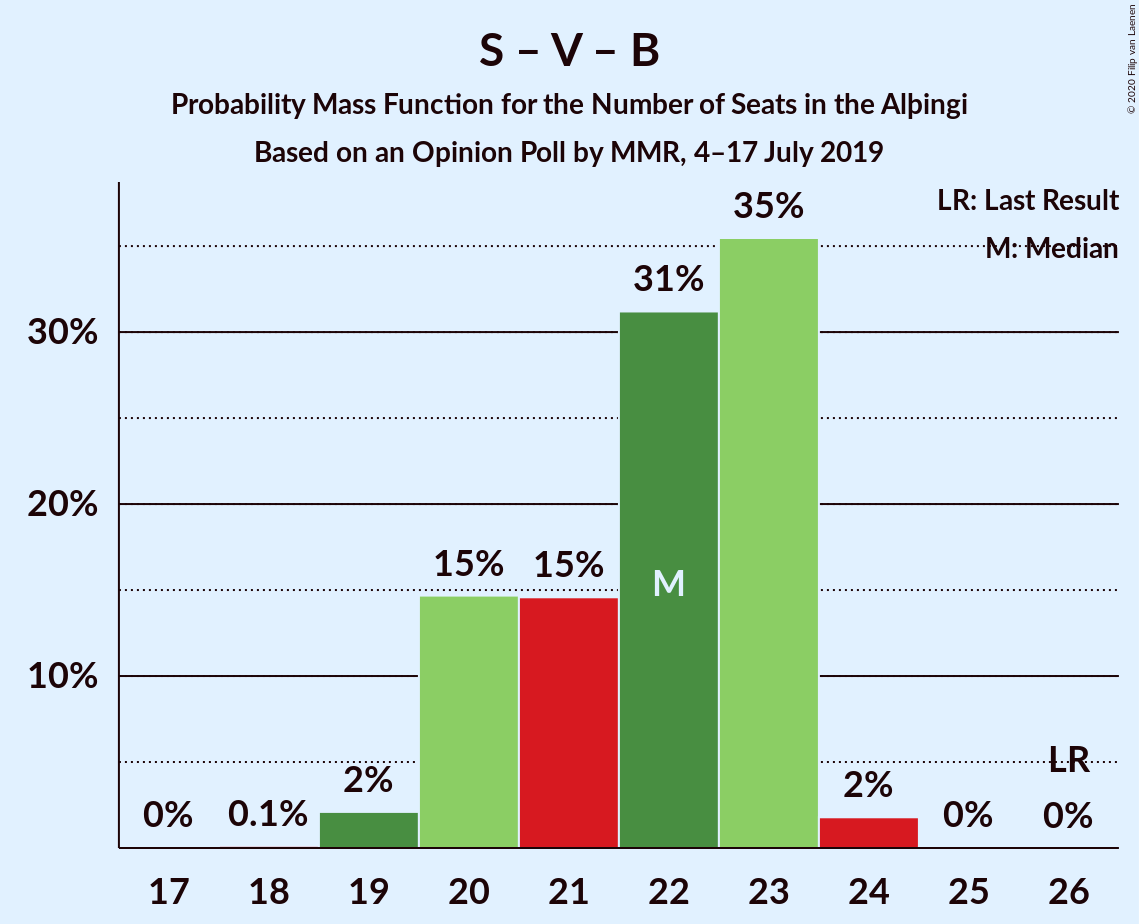 S – V – B
Probability Mass Function for the Number of Seats in the Alþingi
Based on an Opinion Poll by MMR, 4–17 July 2019
© 2020 Filip van Laenen
LR: Last Result
M: Median
35%
31%
30%
20%
15%
15%
M
10%
LR
2%
2%
0%
0.1%
0%
0%
17 18 19 20 21 22 23 24 25 26